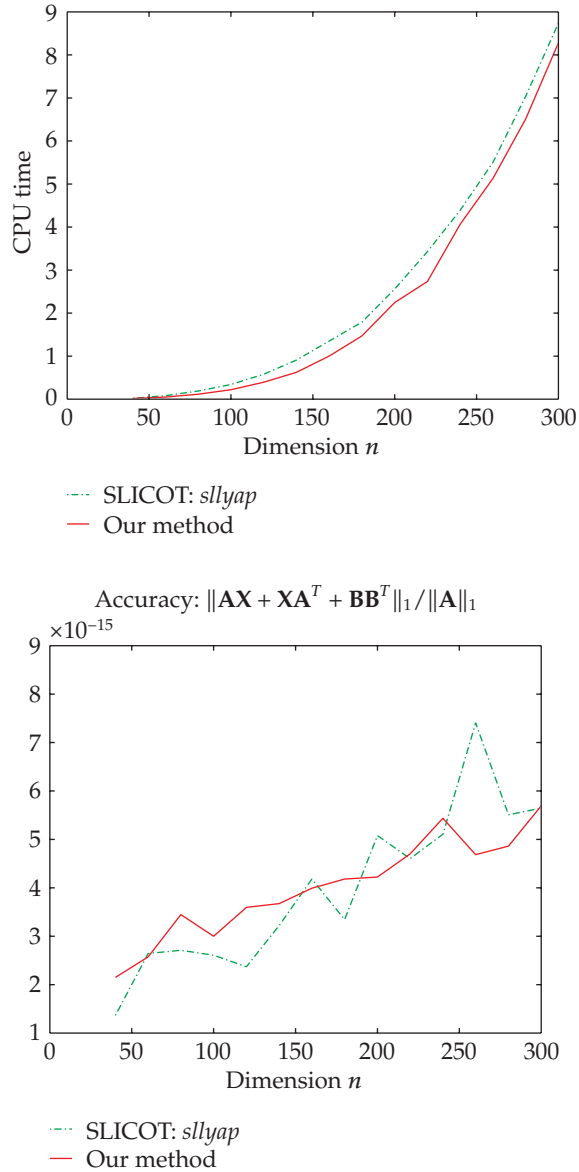 9
8
7
6
5
4
3
2
1
0
CPU time
0 50 100 150 200 250 300
Dimension n
SLICOT: sllyap
Our method
Accuracy: ‖AX + XA^T + BB^T‖₁/‖A‖₁
×10⁻¹⁵
9
8
7
6
5
4
3
2
1
0 50 100 150 200 250 300
Dimension n
SLICOT: sllyap
Our method